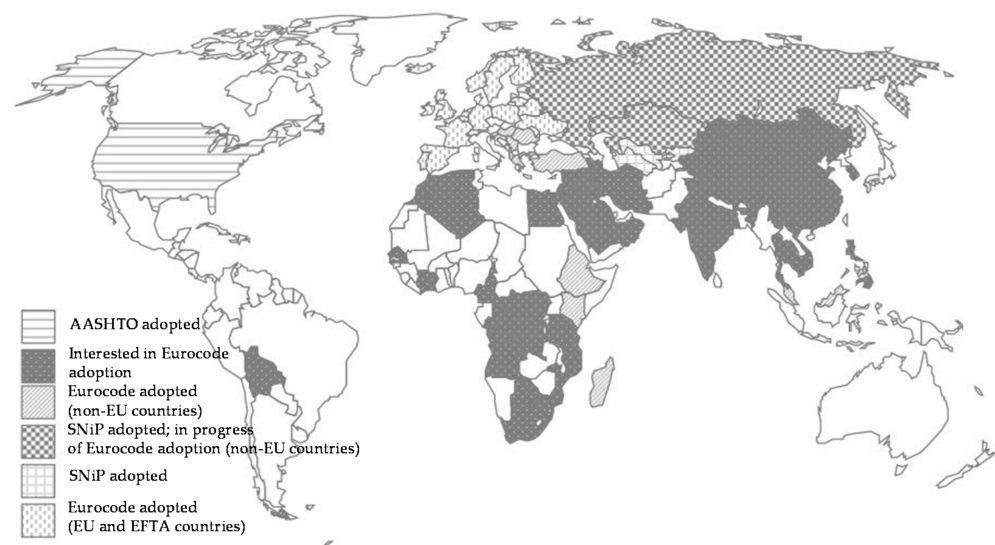 AASHTO adopted
Interested in Eurocode
adoption
Eurocode adopted
(non-EU countries)
SNiP adopted; in progress
of Eurocode adoption (non-EU countries)
SNiP adopted
Eurocode adopted
(EU and EFTA countries)